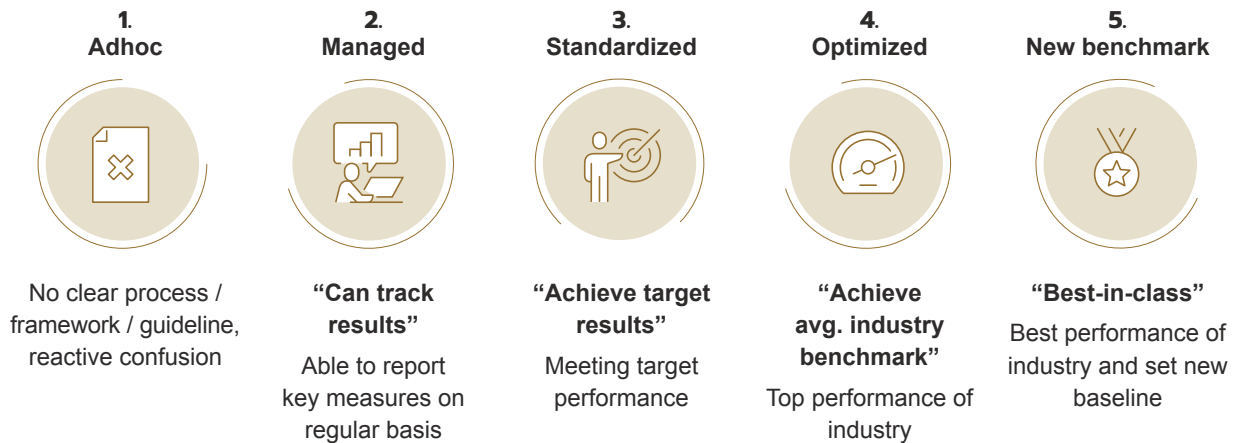 1.
Adhoc
No clear process /
framework / guideline,
reactive confusion
2.
Managed
“Can track
results”
Able to report
key measures on
regular basis
3.
Standardized
“Achieve target
results”
Meeting target
performance
4.
Optimized
“Achieve
avg. industry
benchmark”
Top performance of
industry
5.
New benchmark
“Best-in-class”
Best performance of
industry and set new
baseline